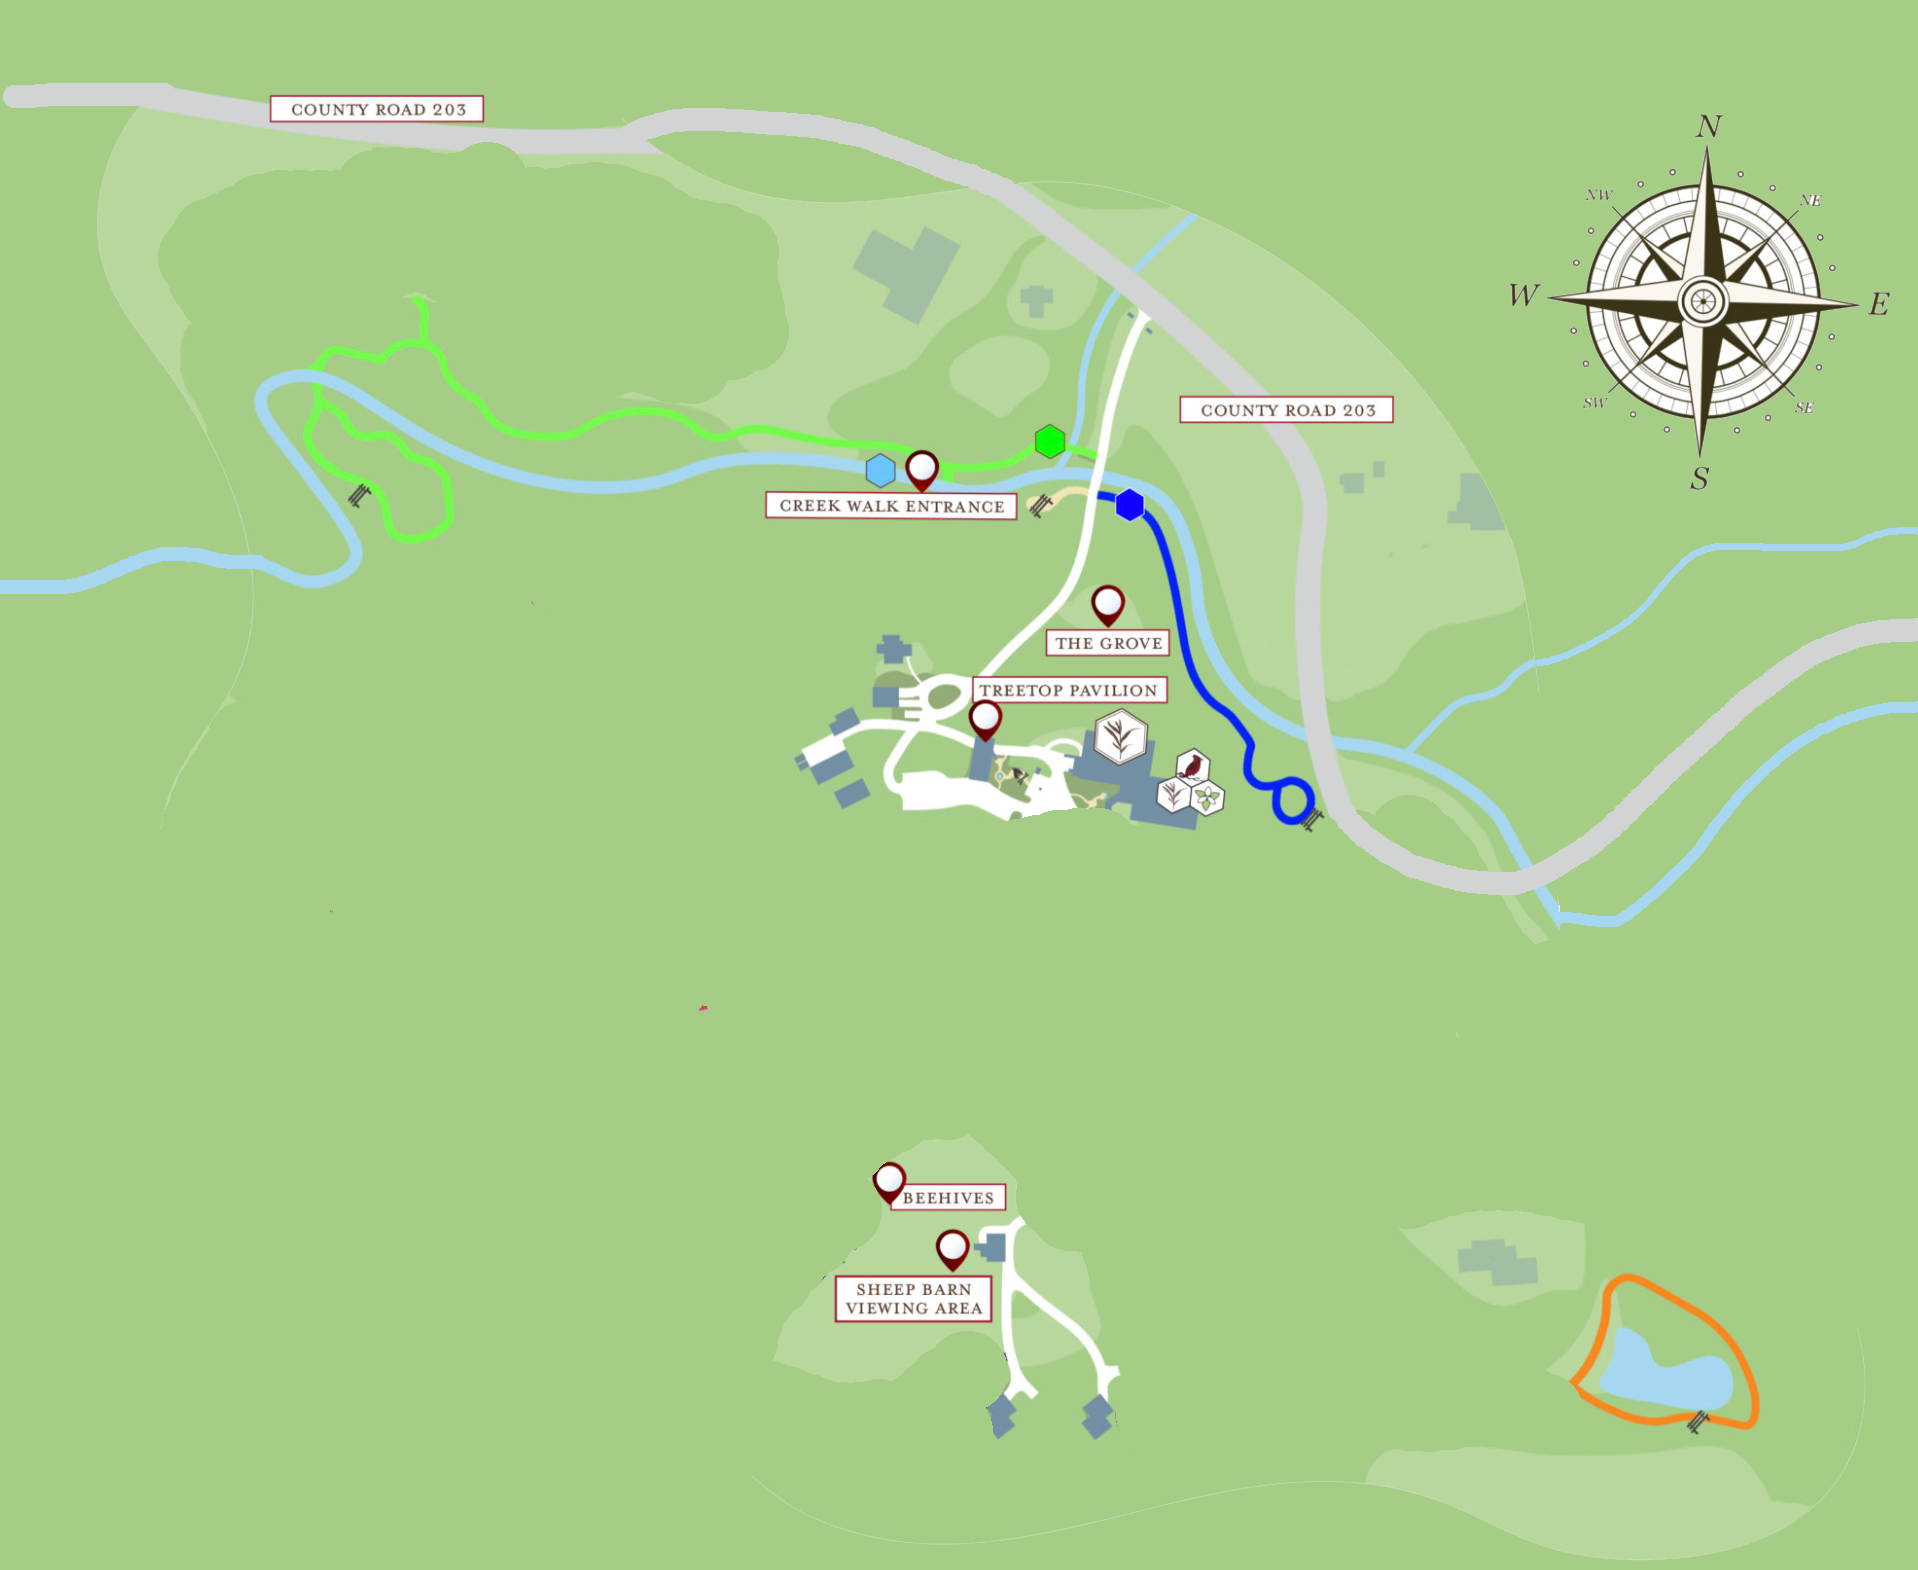 COUNTY ROAD 203
N
NW
NE
W
E
SW
SE
S
COUNTY ROAD 203
CREEK WALK ENTRANCE
THE GROVE
TREETOP PAVILION
BEEHIVES
SHEEP BARN
VIEWING AREA